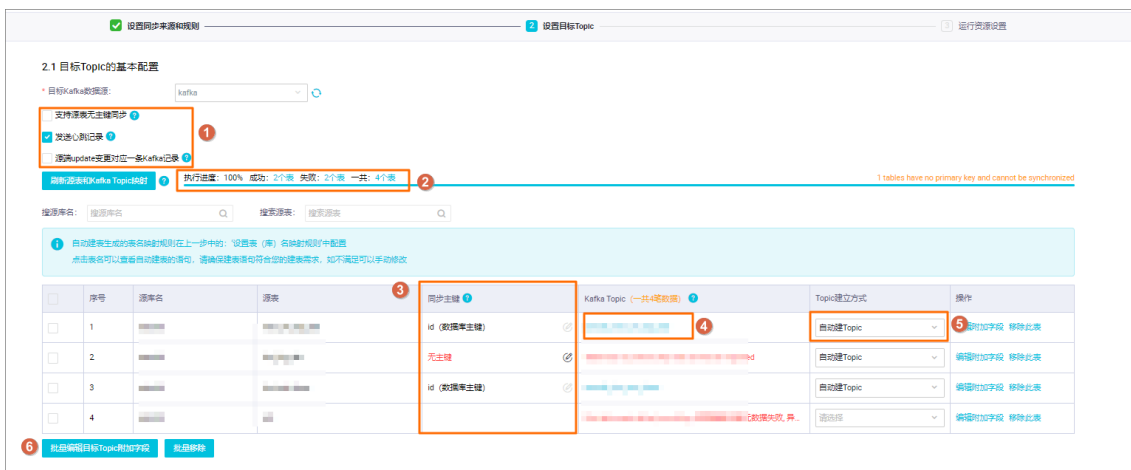 设置同步来源和规则 2 设置目标Topic 3 运行资源设置
2.1 目标Topic的基本配置
* 目标Kafka数据源: kafka
支持源表无主键同步 ?
发送心跳记录 ? 1
源端update变更对应一条Kafka记录 ?
刷新源表和Kafka Topic映射 ? 执行进度: 100% 成功: 2个表 失败: 2个表 一共: 4个表 2 1 tables have no primary key and cannot be synchronized
搜源库名: 搜源库名 搜索源表: 搜索源表
自动建表生成的表名映射规则在上一步中的: '设置表 (库) 名映射规则'中配置
点击表名可以查看自动建表的语句, 请确保建表语句符合您的建表需求, 如不满足可以手动修改
序号 源库名 源表 3 同步主键 ? Kafka Topic (一共4笔数据) ? Topic建立方式 操作
1 id (数据库主键) 4 自动建Topic 5 编辑附加字段 移除此表
2 无主键 ed 自动建Topic 编辑附加字段 移除此表
3 id (数据库主键) 自动建Topic 编辑附加字段 移除此表
4 元数据失败, 异... 请选择 编辑附加字段 移除此表
6 批量编辑目标Topic附加字段 批量移除